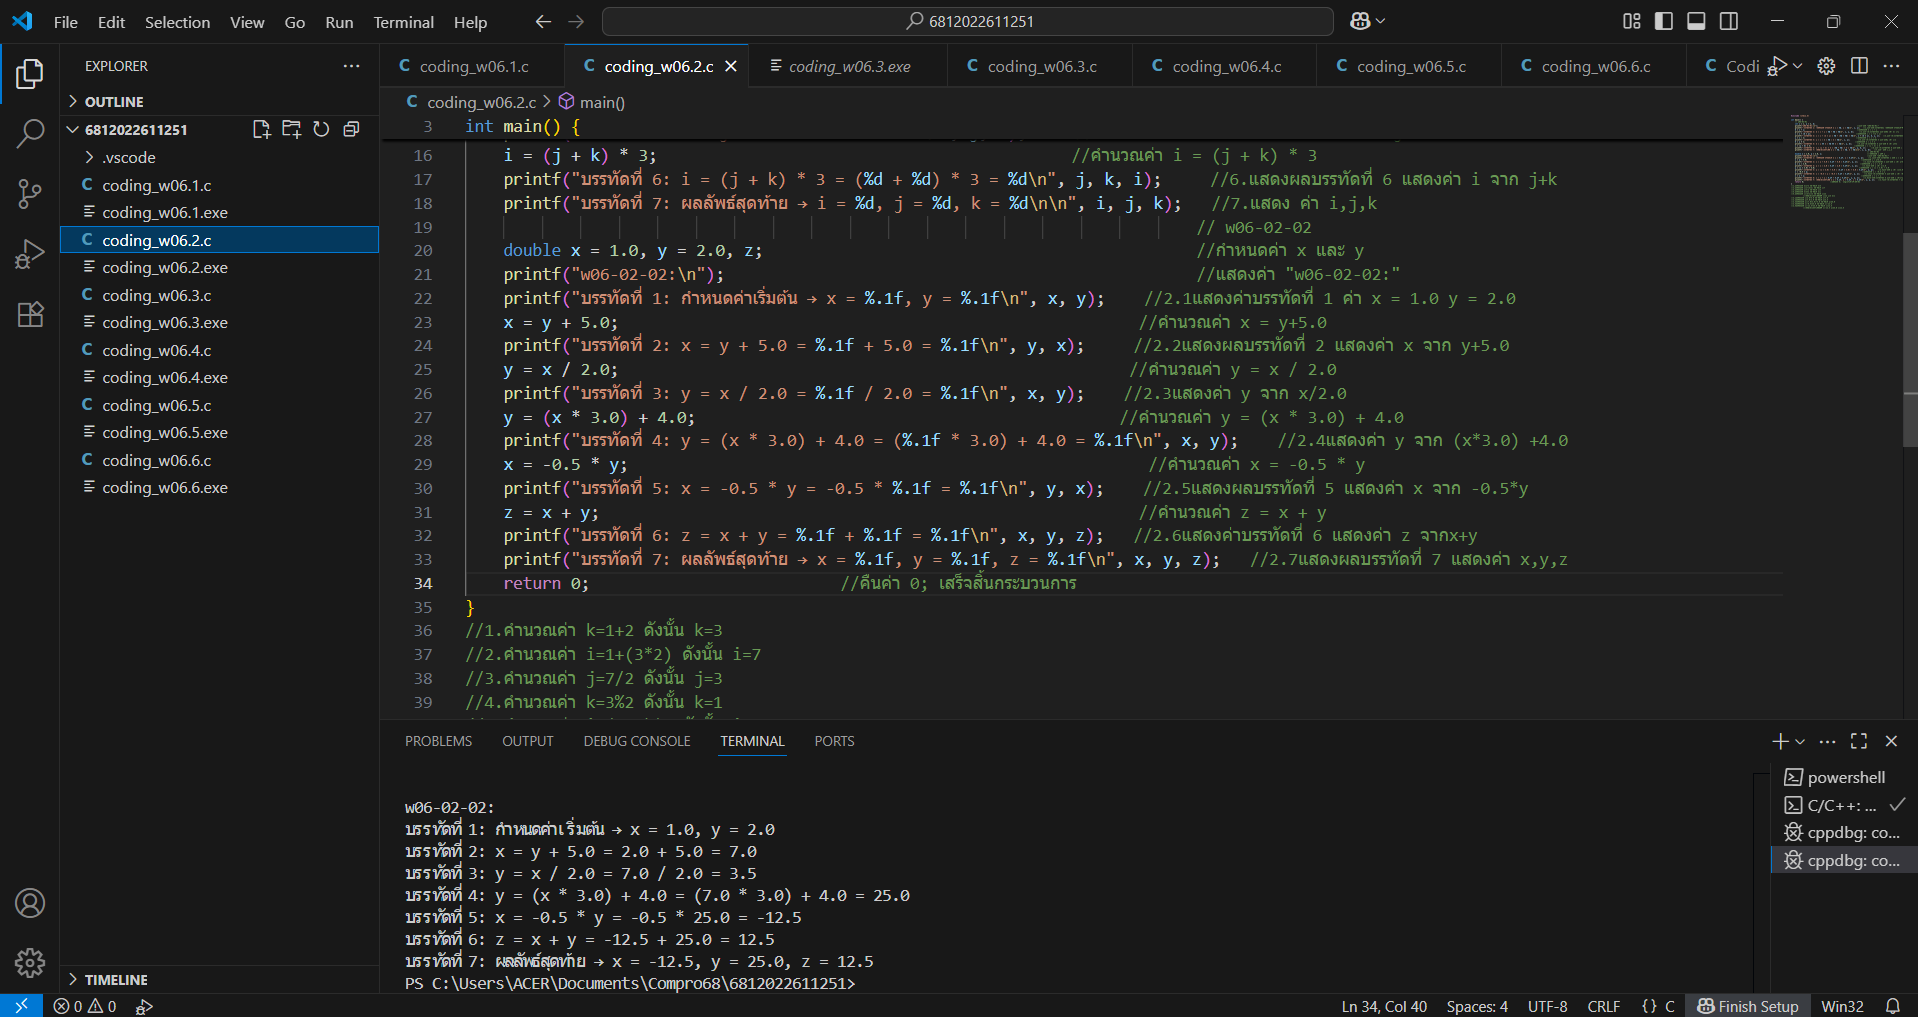 File Edit Selection View Go Run Terminal Help
6812022611251
EXPLORER
OUTLINE
6812022611251
.vscode
coding_w06.1.c
coding_w06.1.exe
coding_w06.2.c
coding_w06.2.exe
coding_w06.3.c
coding_w06.3.exe
coding_w06.4.c
coding_w06.4.exe
coding_w06.5.c
coding_w06.5.exe
coding_w06.6.c
coding_w06.6.exe
TIMELINE
coding_w06.1.c coding_w06.2.c coding_w06.3.exe coding_w06.3.c coding_w06.4.c coding_w06.5.c coding_w06.6.c Codi
coding_w06.2.c > main()
3 int main() {
16 i = (j + k) * 3; //คำนวณค่า i = (j + k) * 3
17 printf("บรรทัดที่ 6: i = (j + k) * 3 = (%d + %d) * 3 = %d\n", j, k, i); //6.แสดงผลบรรทัดที่ 6 แสดงค่า i จาก j+k
18 printf("บรรทัดที่ 7: ผลลัพธ์สุดท้าย → i = %d, j = %d, k = %d\n\n", i, j, k); //7.แสดง ค่า i,j,k
19 // w06-02-02
20 double x = 1.0, y = 2.0, z; //กำหนดค่า x และ y
21 printf("w06-02-02:\n"); //แสดงค่า "w06-02-02:"
22 printf("บรรทัดที่ 1: กำหนดค่าเริ่มต้น → x = %.1f, y = %.1f\n", x, y); //2.1แสดงค่าบรรทัดที่ 1 ค่า x = 1.0 y = 2.0
23 x = y + 5.0; //คำนวณค่า x = y+5.0
24 printf("บรรทัดที่ 2: x = y + 5.0 = %.1f + 5.0 = %.1f\n", y, x); //2.2แสดงผลบรรทัดที่ 2 แสดงค่า x จาก y+5.0
25 y = x / 2.0; //คำนวณค่า y = x / 2.0
26 printf("บรรทัดที่ 3: y = x / 2.0 = %.1f / 2.0 = %.1f\n", x, y); //2.3แสดงค่า y จาก x/2.0
27 y = (x * 3.0) + 4.0; //คำนวณค่า y = (x * 3.0) + 4.0
28 printf("บรรทัดที่ 4: y = (x * 3.0) + 4.0 = (%.1f * 3.0) + 4.0 = %.1f\n", x, y); //2.4แสดงค่า y จาก (x*3.0) +4.0
29 x = -0.5 * y; //คำนวณค่า x = -0.5 * y
30 printf("บรรทัดที่ 5: x = -0.5 * y = -0.5 * %.1f = %.1f\n", y, x); //2.5แสดงผลบรรทัดที่ 5 แสดงค่า x จาก -0.5*y
31 z = x + y; //คำนวณค่า z = x + y
32 printf("บรรทัดที่ 6: z = x + y = %.1f + %.1f = %.1f\n", x, y, z); //2.6แสดงค่าบรรทัดที่ 6 แสดงค่า z จากx+y
33 printf("บรรทัดที่ 7: ผลลัพธ์สุดท้าย → x = %.1f, y = %.1f, z = %.1f\n", x, y, z); //2.7แสดงผลบรรทัดที่ 7 แสดงค่า x,y,z
34 return 0; //คืนค่า 0; เสร็จสิ้นกระบวนการ
35 }
36 //1.คำนวณค่า k=1+2 ดังนั้น k=3
37 //2.คำนวณค่า i=1+(3*2) ดังนั้น i=7
38 //3.คำนวณค่า j=7/2 ดังนั้น j=3
39 //4.คำนวณค่า k=3%2 ดังนั้น k=1
PROBLEMS OUTPUT DEBUG CONSOLE TERMINAL PORTS
w06-02-02:
บรรทัดที่ 1: กำหนดค่าเริ่มต้น → x = 1.0, y = 2.0
บรรทัดที่ 2: x = y + 5.0 = 2.0 + 5.0 = 7.0
บรรทัดที่ 3: y = x / 2.0 = 7.0 / 2.0 = 3.5
บรรทัดที่ 4: y = (x * 3.0) + 4.0 = (7.0 * 3.0) + 4.0 = 25.0
บรรทัดที่ 5: x = -0.5 * y = -0.5 * 25.0 = -12.5
บรรทัดที่ 6: z = x + y = -12.5 + 25.0 = 12.5
บรรทัดที่ 7: ผลลัพธ์สุดท้าย → x = -12.5, y = 25.0, z = 12.5
PS C:\Users\ACER\Documents\Compro68\6812022611251>
powershell
C/C++: ...
cppdbg: co...
cppdbg: co...
0 0
Ln 34, Col 40 Spaces: 4 UTF-8 CRLF {} C Finish Setup Win32